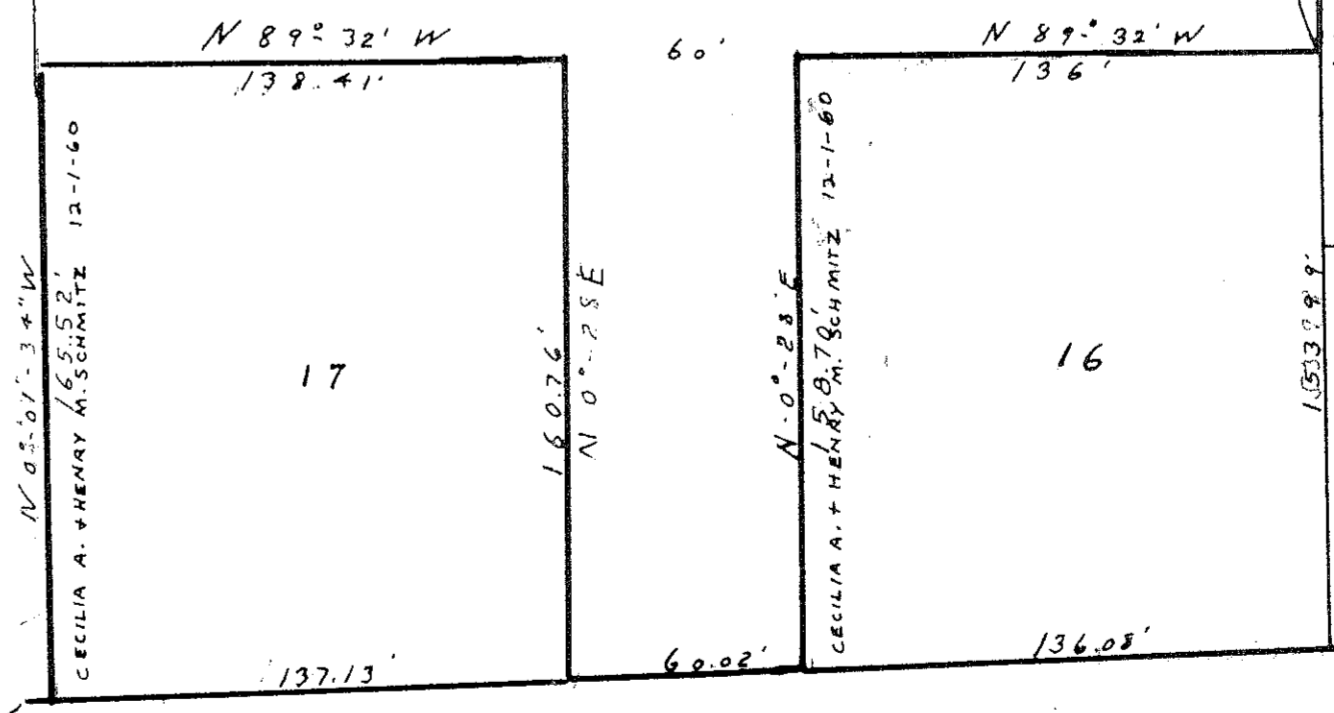 N 89° 32' W
60'
N 89° 32' W
138.41'
136'
N 0°-01'-34" W
165.52'
CECILIA A. + HENRY M. SCHMITZ 12-1-60
17
160.76'
N 0°-28 E
N-0°-28' E
158.70'
CECILIA A. + HENRY M. SCHMITZ 12-1-60
16
137.13'
60.02'
136.08'